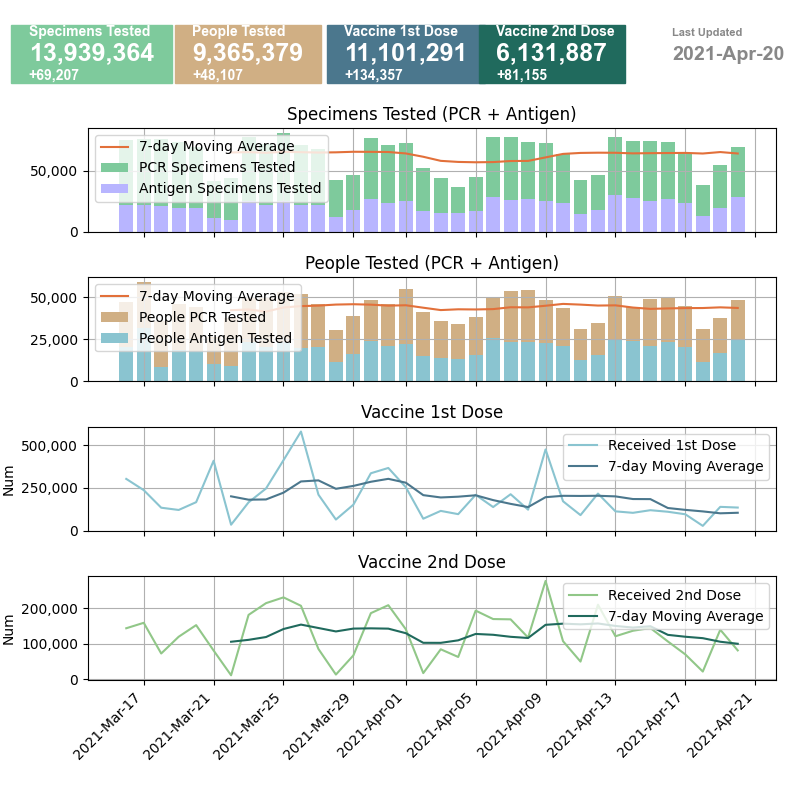 Specimens Tested
13,939,364
+69,207
People Tested
9,365,379
+48,107
Vaccine 1st Dose
11,101,291
+134,357
Vaccine 2nd Dose
6,131,887
+81,155
Last Updated
2021-Apr-20
Specimens Tested (PCR + Antigen)
50,000
0
7-day Moving Average
PCR Specimens Tested
Antigen Specimens Tested
People Tested (PCR + Antigen)
50,000
25,000
0
7-day Moving Average
People PCR Tested
People Antigen Tested
Vaccine 1st Dose
Num
500,000
250,000
0
Received 1st Dose
7-day Moving Average
Vaccine 2nd Dose
Num
200,000
100,000
0
Received 2nd Dose
7-day Moving Average
2021-Mar-17
2021-Mar-21
2021-Mar-25
2021-Mar-29
2021-Apr-01
2021-Apr-05
2021-Apr-09
2021-Apr-13
2021-Apr-17
2021-Apr-21